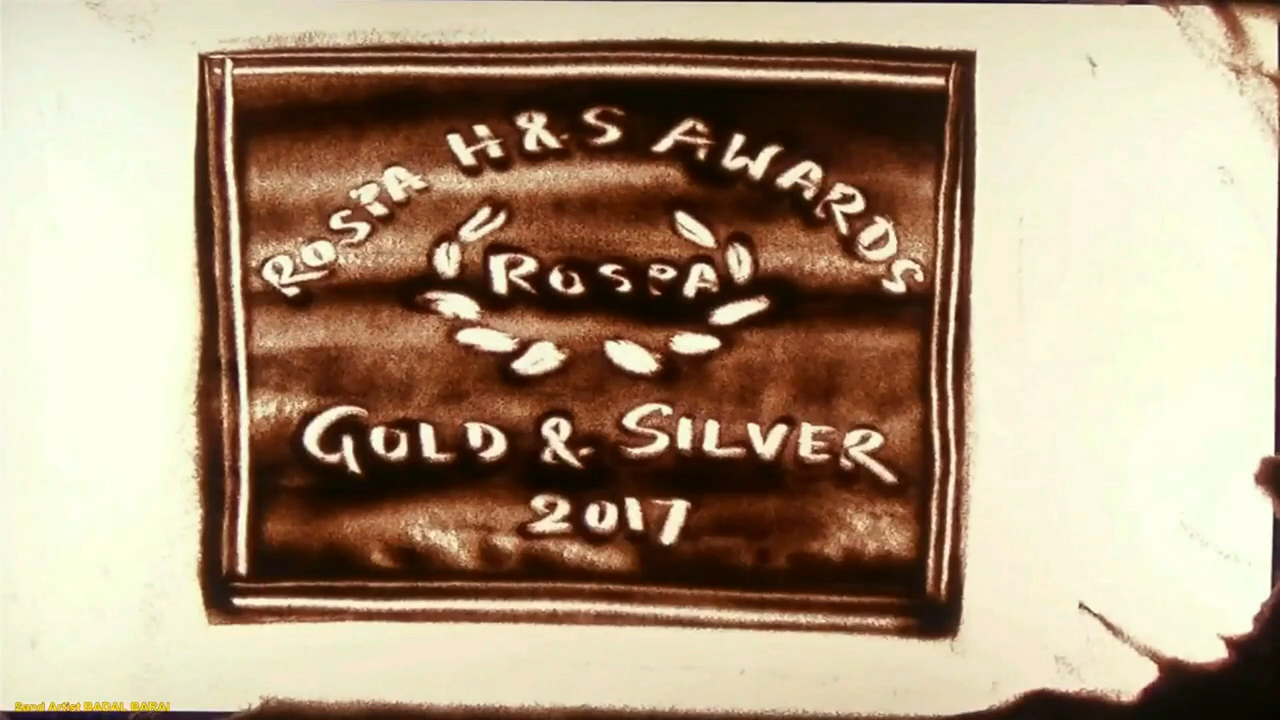 ROSPA H&S AWARDS
ROSPA
GOLD & SILVER
2017
Sand Artist BADAL BARAI